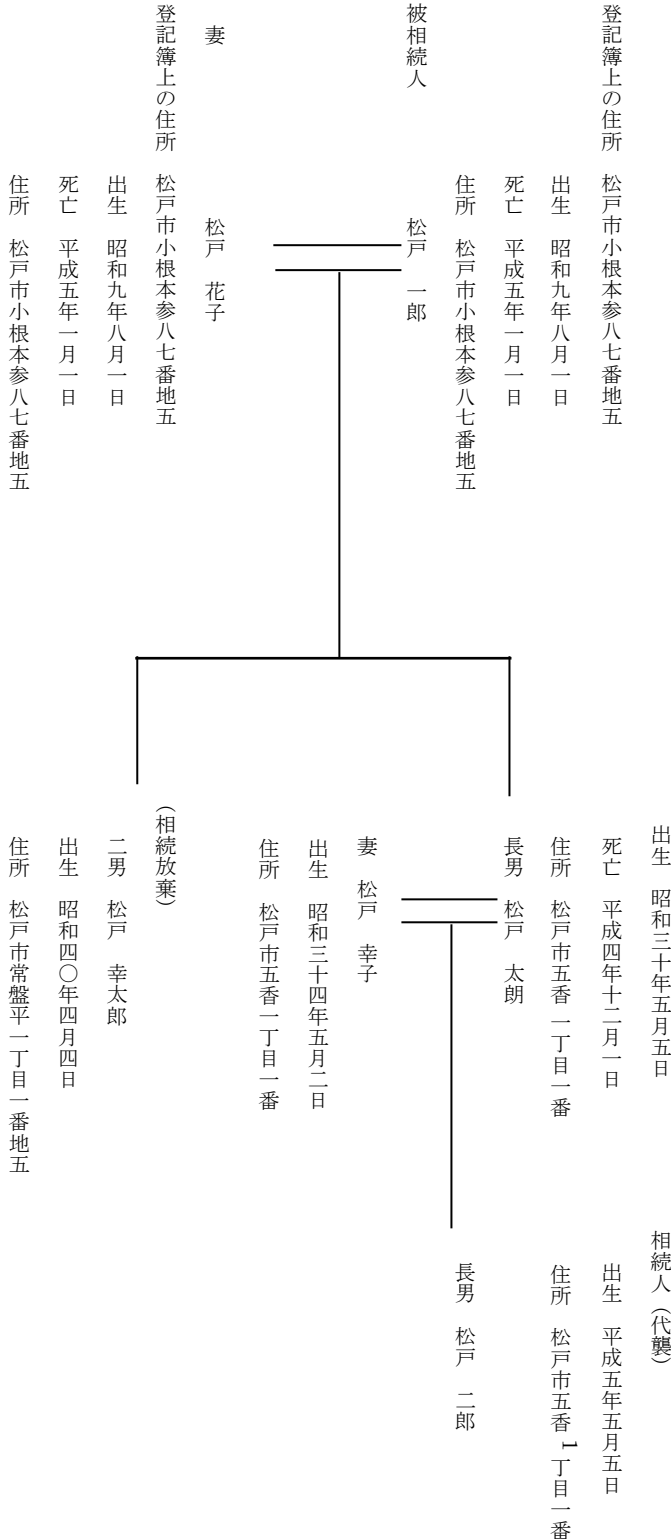 登記簿上の住所　松戸市小根本参八七番地五
出生　昭和九年八月一日
死亡　平成五年一月一日
住所　松戸市小根本参八七番地五
被相続人　松戸　一郎
妻　松戸　花子
登記簿上の住所　松戸市小根本参八七番地五
出生　昭和九年八月一日
死亡　平成五年一月一日
住所　松戸市小根本参八七番地五
出生　昭和三十年五月五日
死亡　平成四年十二月一日
住所　松戸市五香 一丁目一番
長男　松戸　太朗
妻　松戸　幸子
出生　昭和三十四年五月二日
住所　松戸市五香一丁目一番
（相続放棄）
二男　松戸　幸太郎
出生　昭和四〇年四月四日
住所　松戸市常盤平一丁目一番地五
相続人（代襲）
出生　平成五年五月五日
住所　松戸市五香 1 丁目一番
長男　松戸　二郎